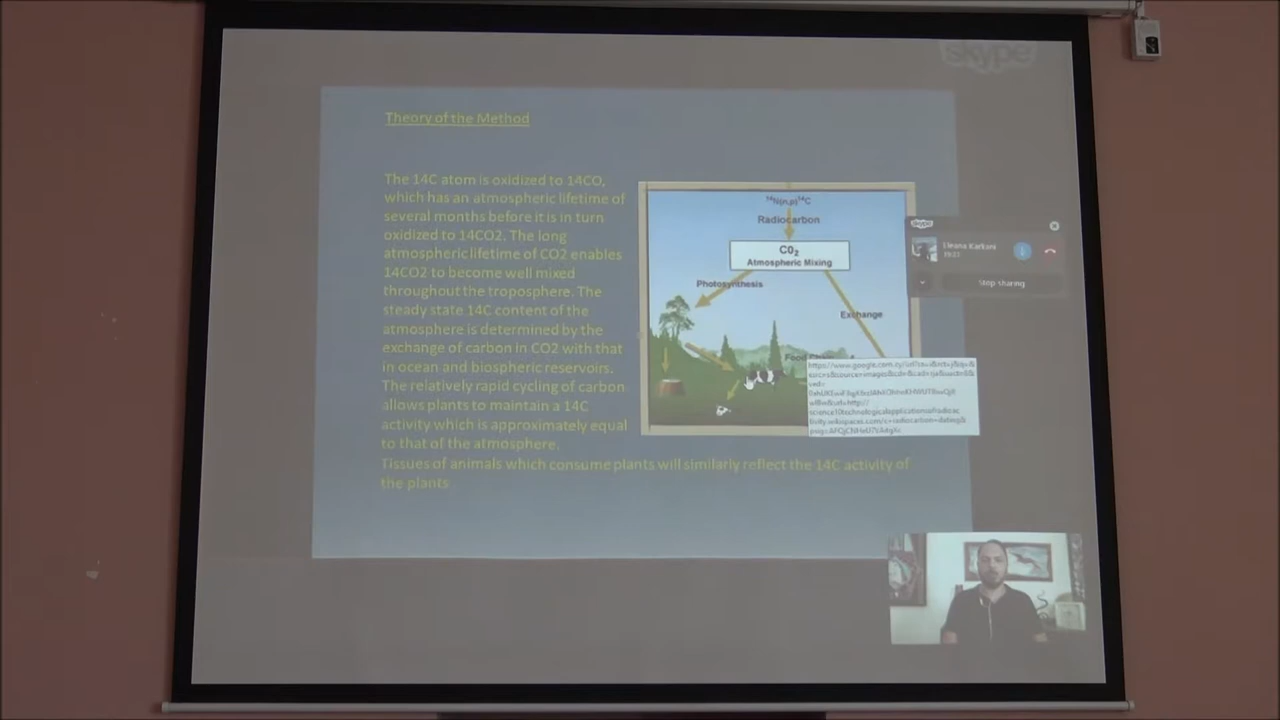 skype
Theory of the Method
The 14C atom is oxidized to 14CO,
which has an atmospheric lifetime of
several months before it is in turn
oxidized to 14CO2. The long
atmospheric lifetime of CO2 enables
14CO2 to become well mixed
throughout the troposphere. The
steady state 14C content of the
atmosphere is determined by the
exchange of carbon in CO2 with that
in ocean and biospheric reservoirs.
The relatively rapid cycling of carbon
allows plants to maintain a 14C
activity which is approximately equal
to that of the atmosphere.
Tissues of animals which consume plants will similarly reflect the 14C activity of
the plants
¹⁴N(n,p)¹⁴C
Radiocarbon
CO₂
Atmospheric Mixing
Photosynthesis
Exchange
Food
skype
Stop sharing